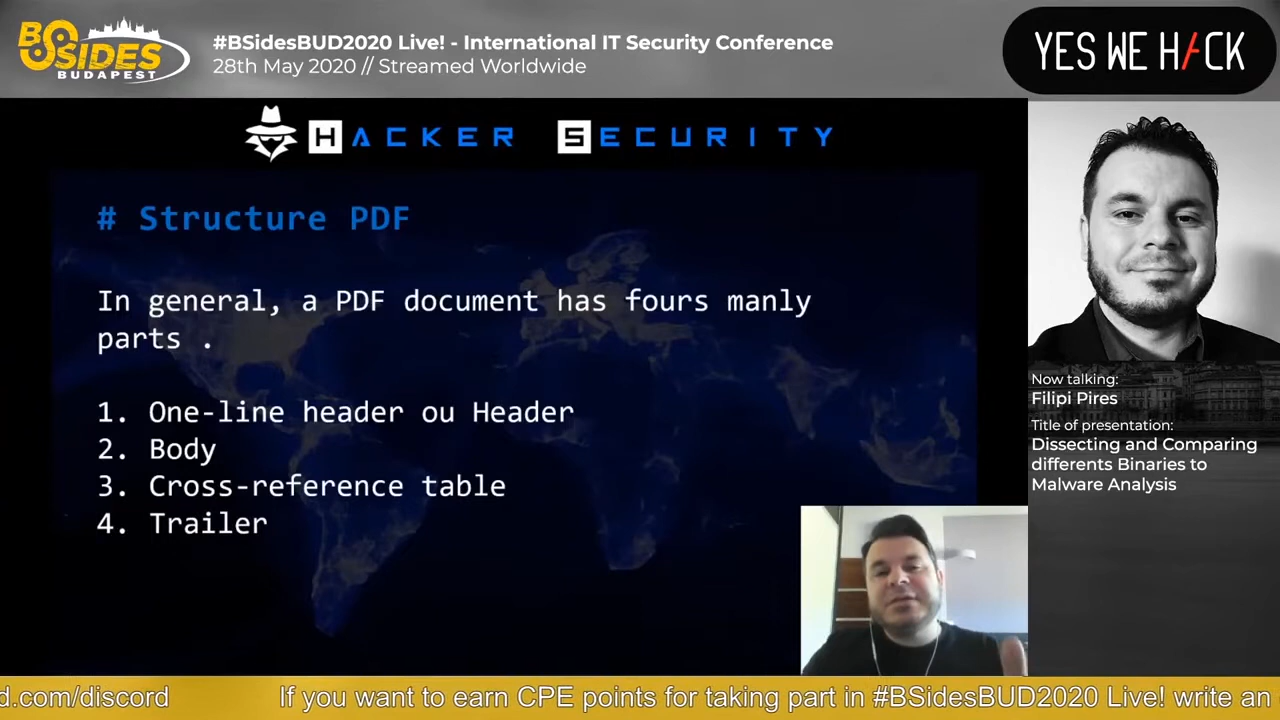 BSIDES
BUDAPEST
#BSidesBUD2020 Live! - International IT Security Conference
28th May 2020 // Streamed Worldwide
YES WE H/CK
HACKER SECURITY
# Structure PDF
In general, a PDF document has fours manly
parts .
1. One-line header ou Header
2. Body
3. Cross-reference table
4. Trailer
Now talking:
Filipi Pires
Title of presentation:
Dissecting and Comparing
differents Binaries to
Malware Analysis
d.com/discord If you want to earn CPE points for taking part in #BSidesBUD2020 Live! write an